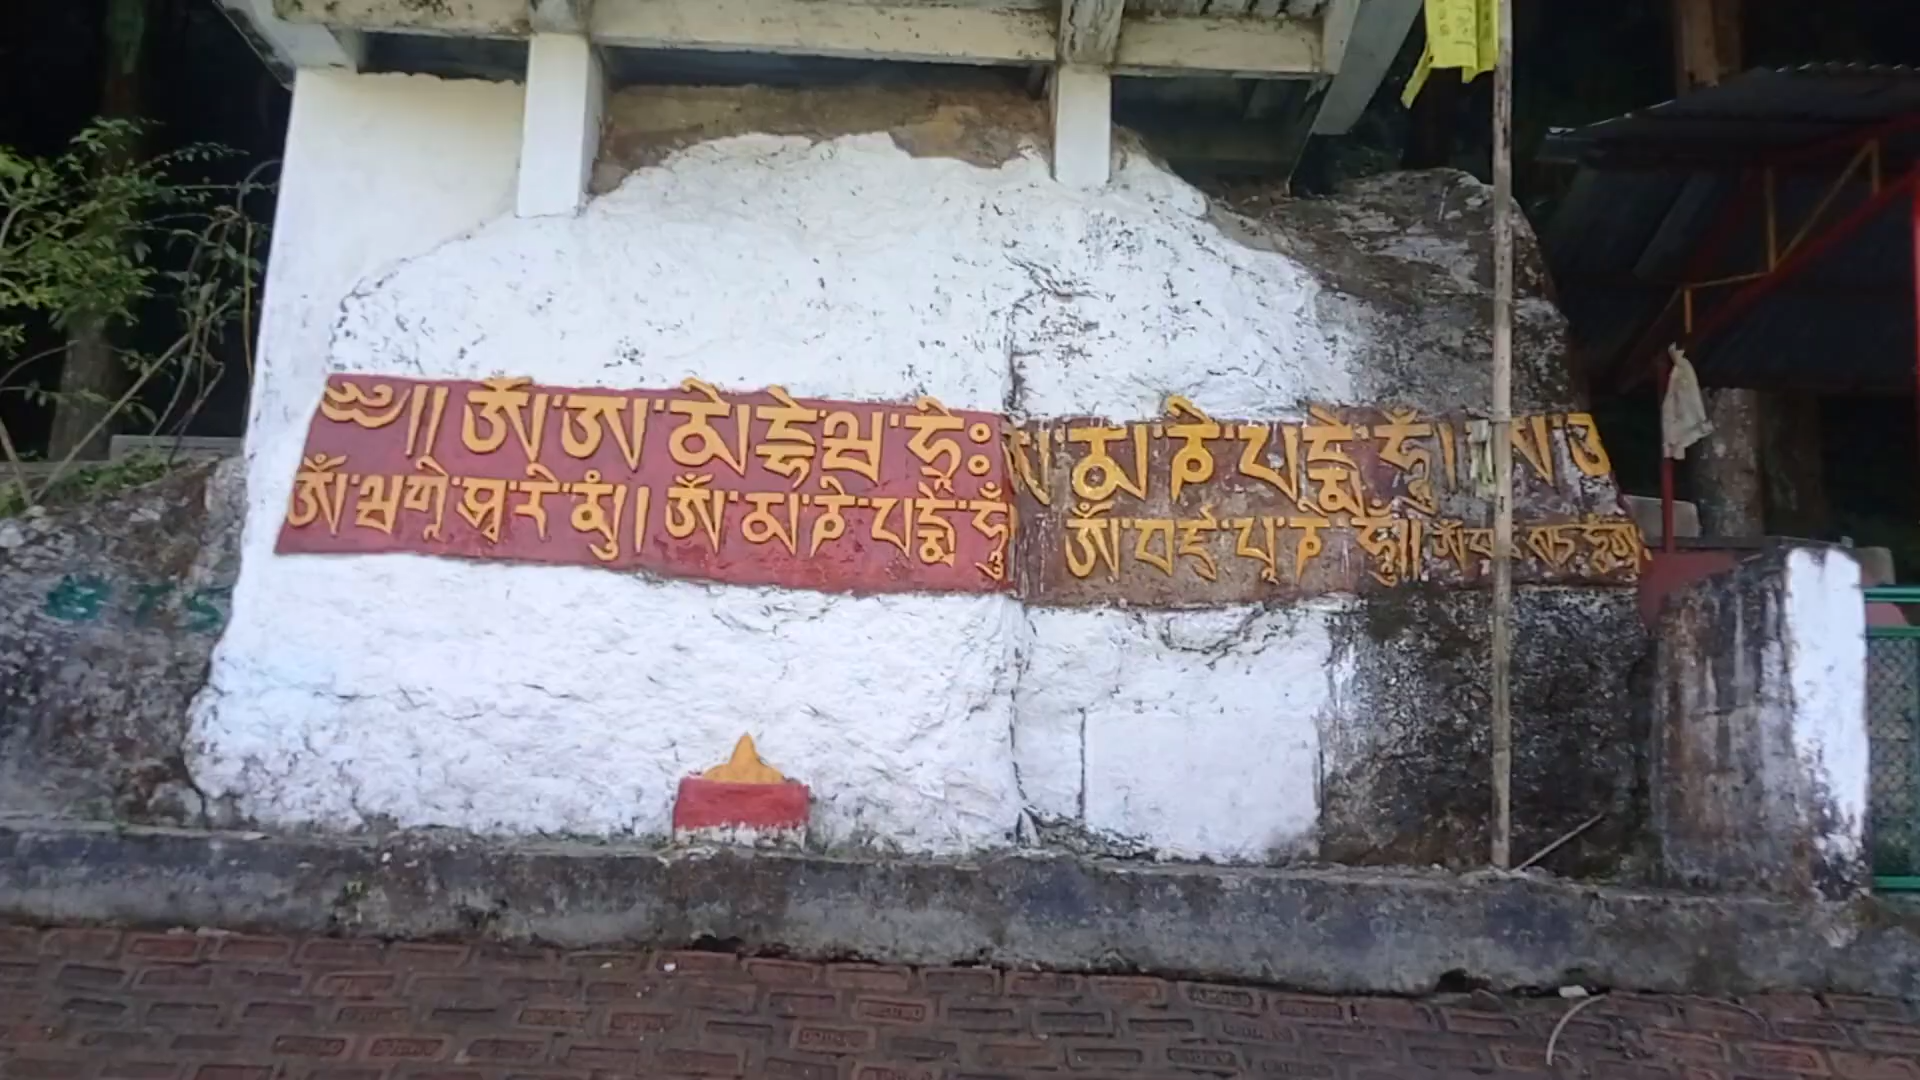 ༄༅།། ཨོཾ་ཨ་མི་དྷེ་ཝ་ཧྲཱིཿ མ་ཎི་པདྨེ་ཧཱུྃ།
ཨོཾ་ཝཱ་གཱི་ཤྭ་རི་མུཾ། ཨོཾ་མ་ཎི་པདྨེ་ཧཱུྃ ཨོཾ་བཛྲ་པཱ་ཎི་ཧཱུྃ།།